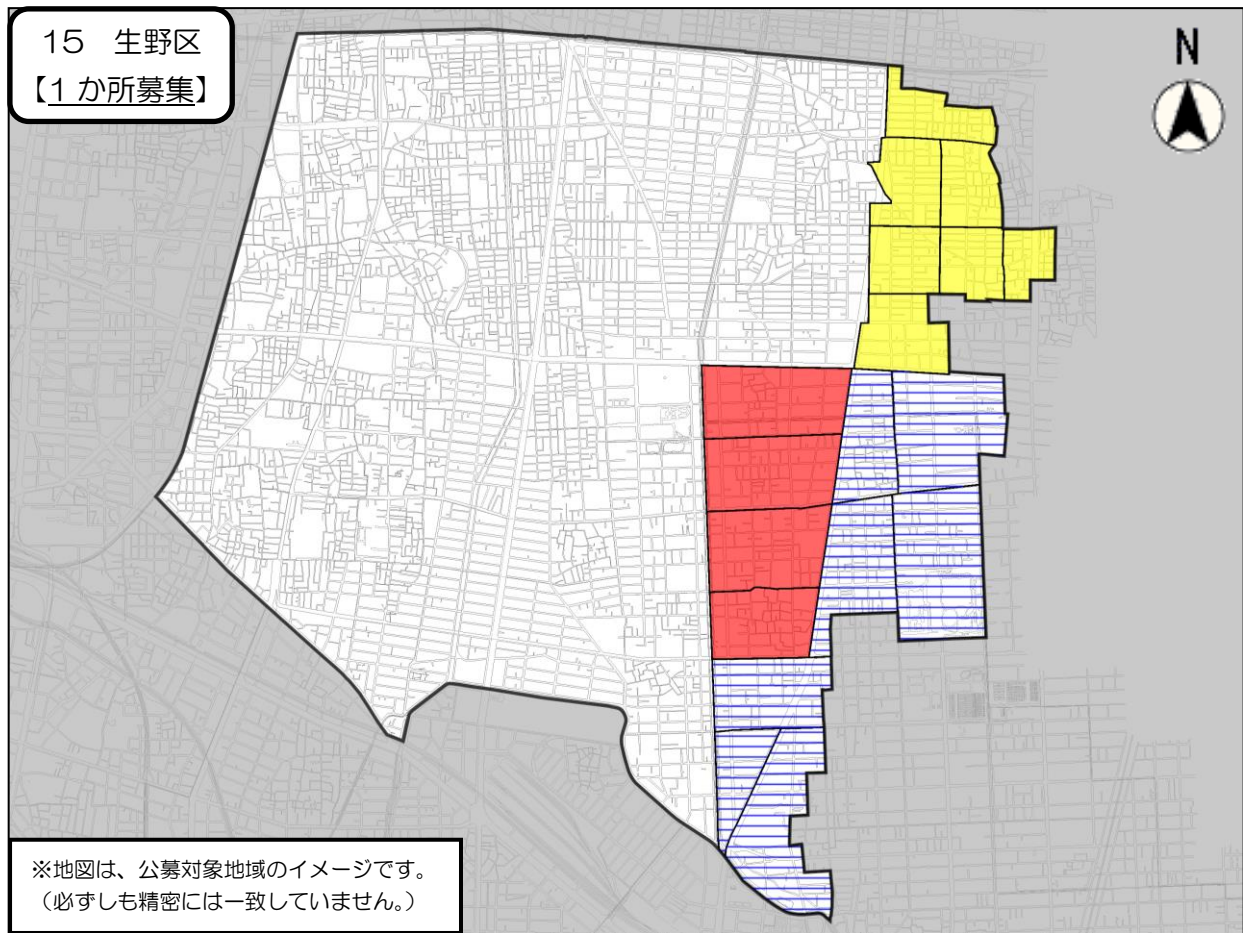 15 生野区
【1 か所募集】
N
※地図は、公募対象地域のイメージです。
（必ずしも精密には一致していません。）